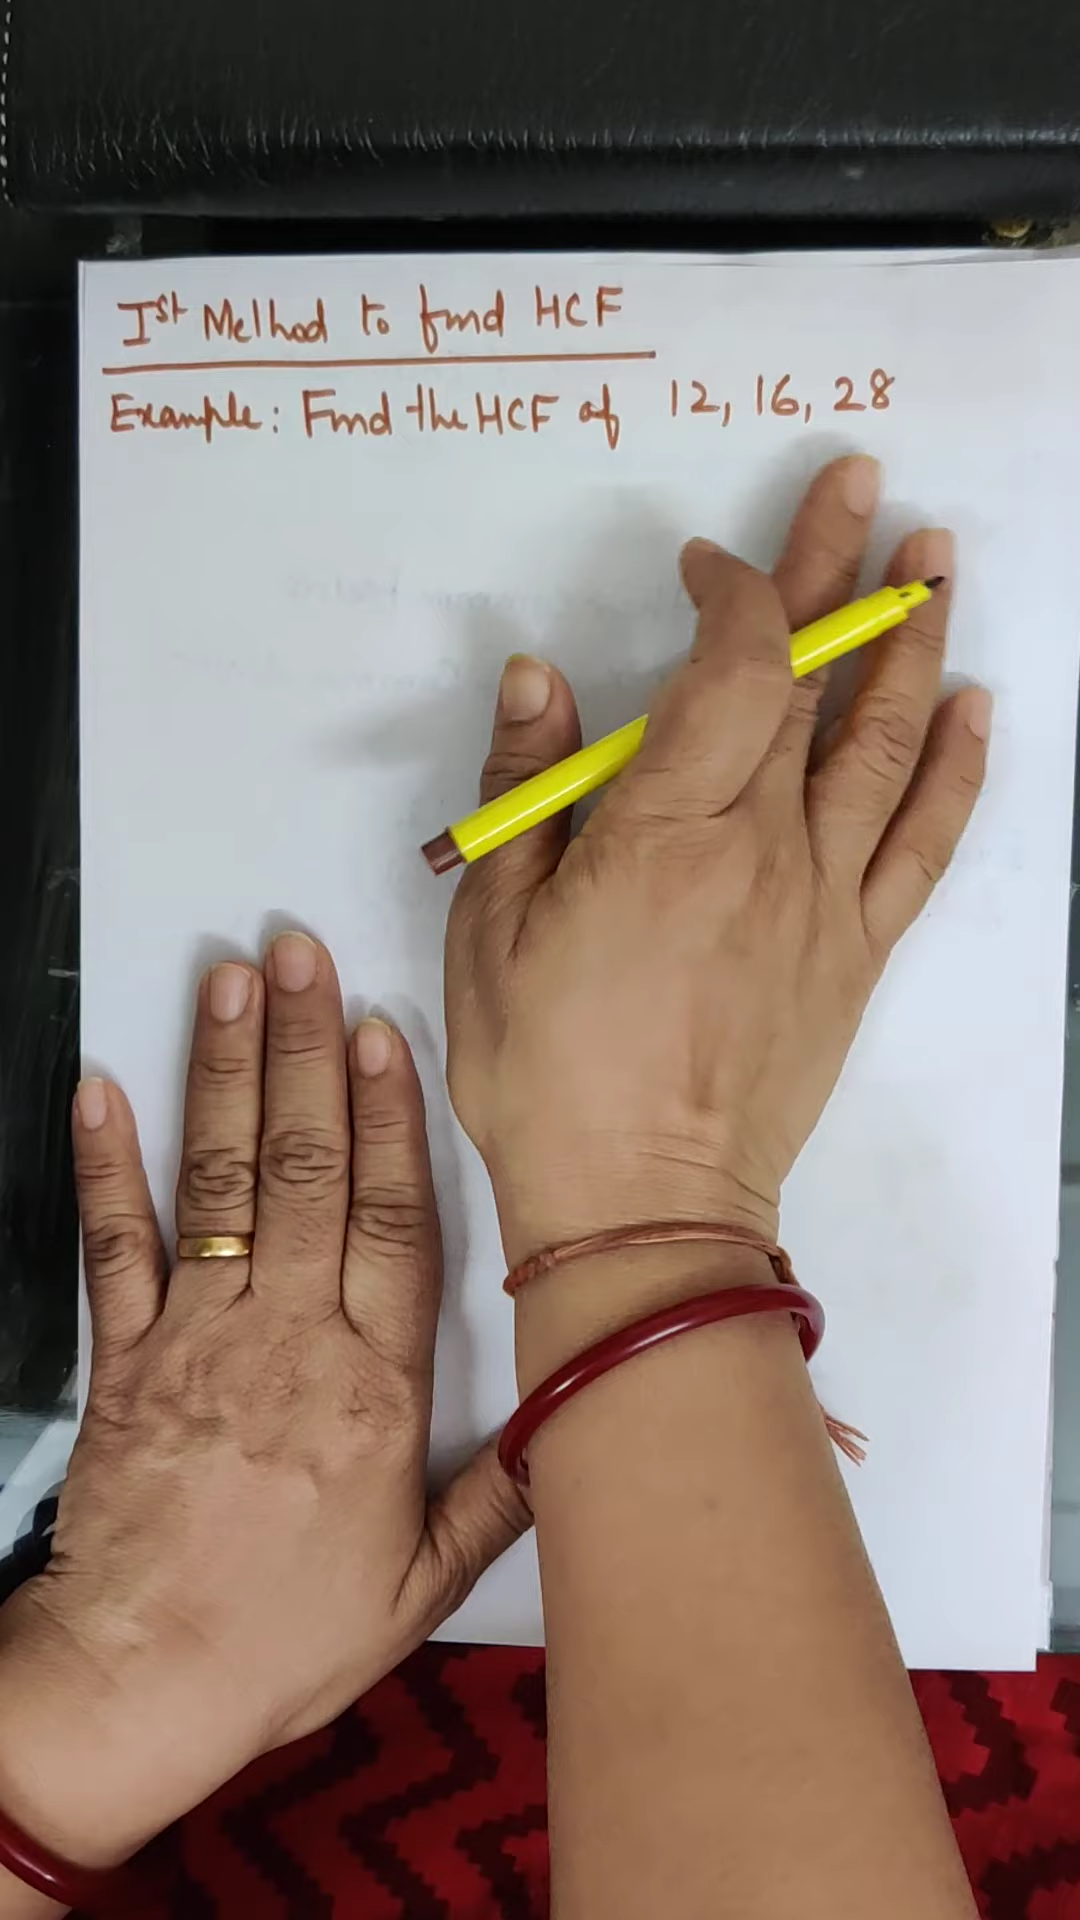 Ist Method to find HCF
Example: Find the HCF of 12, 16, 28